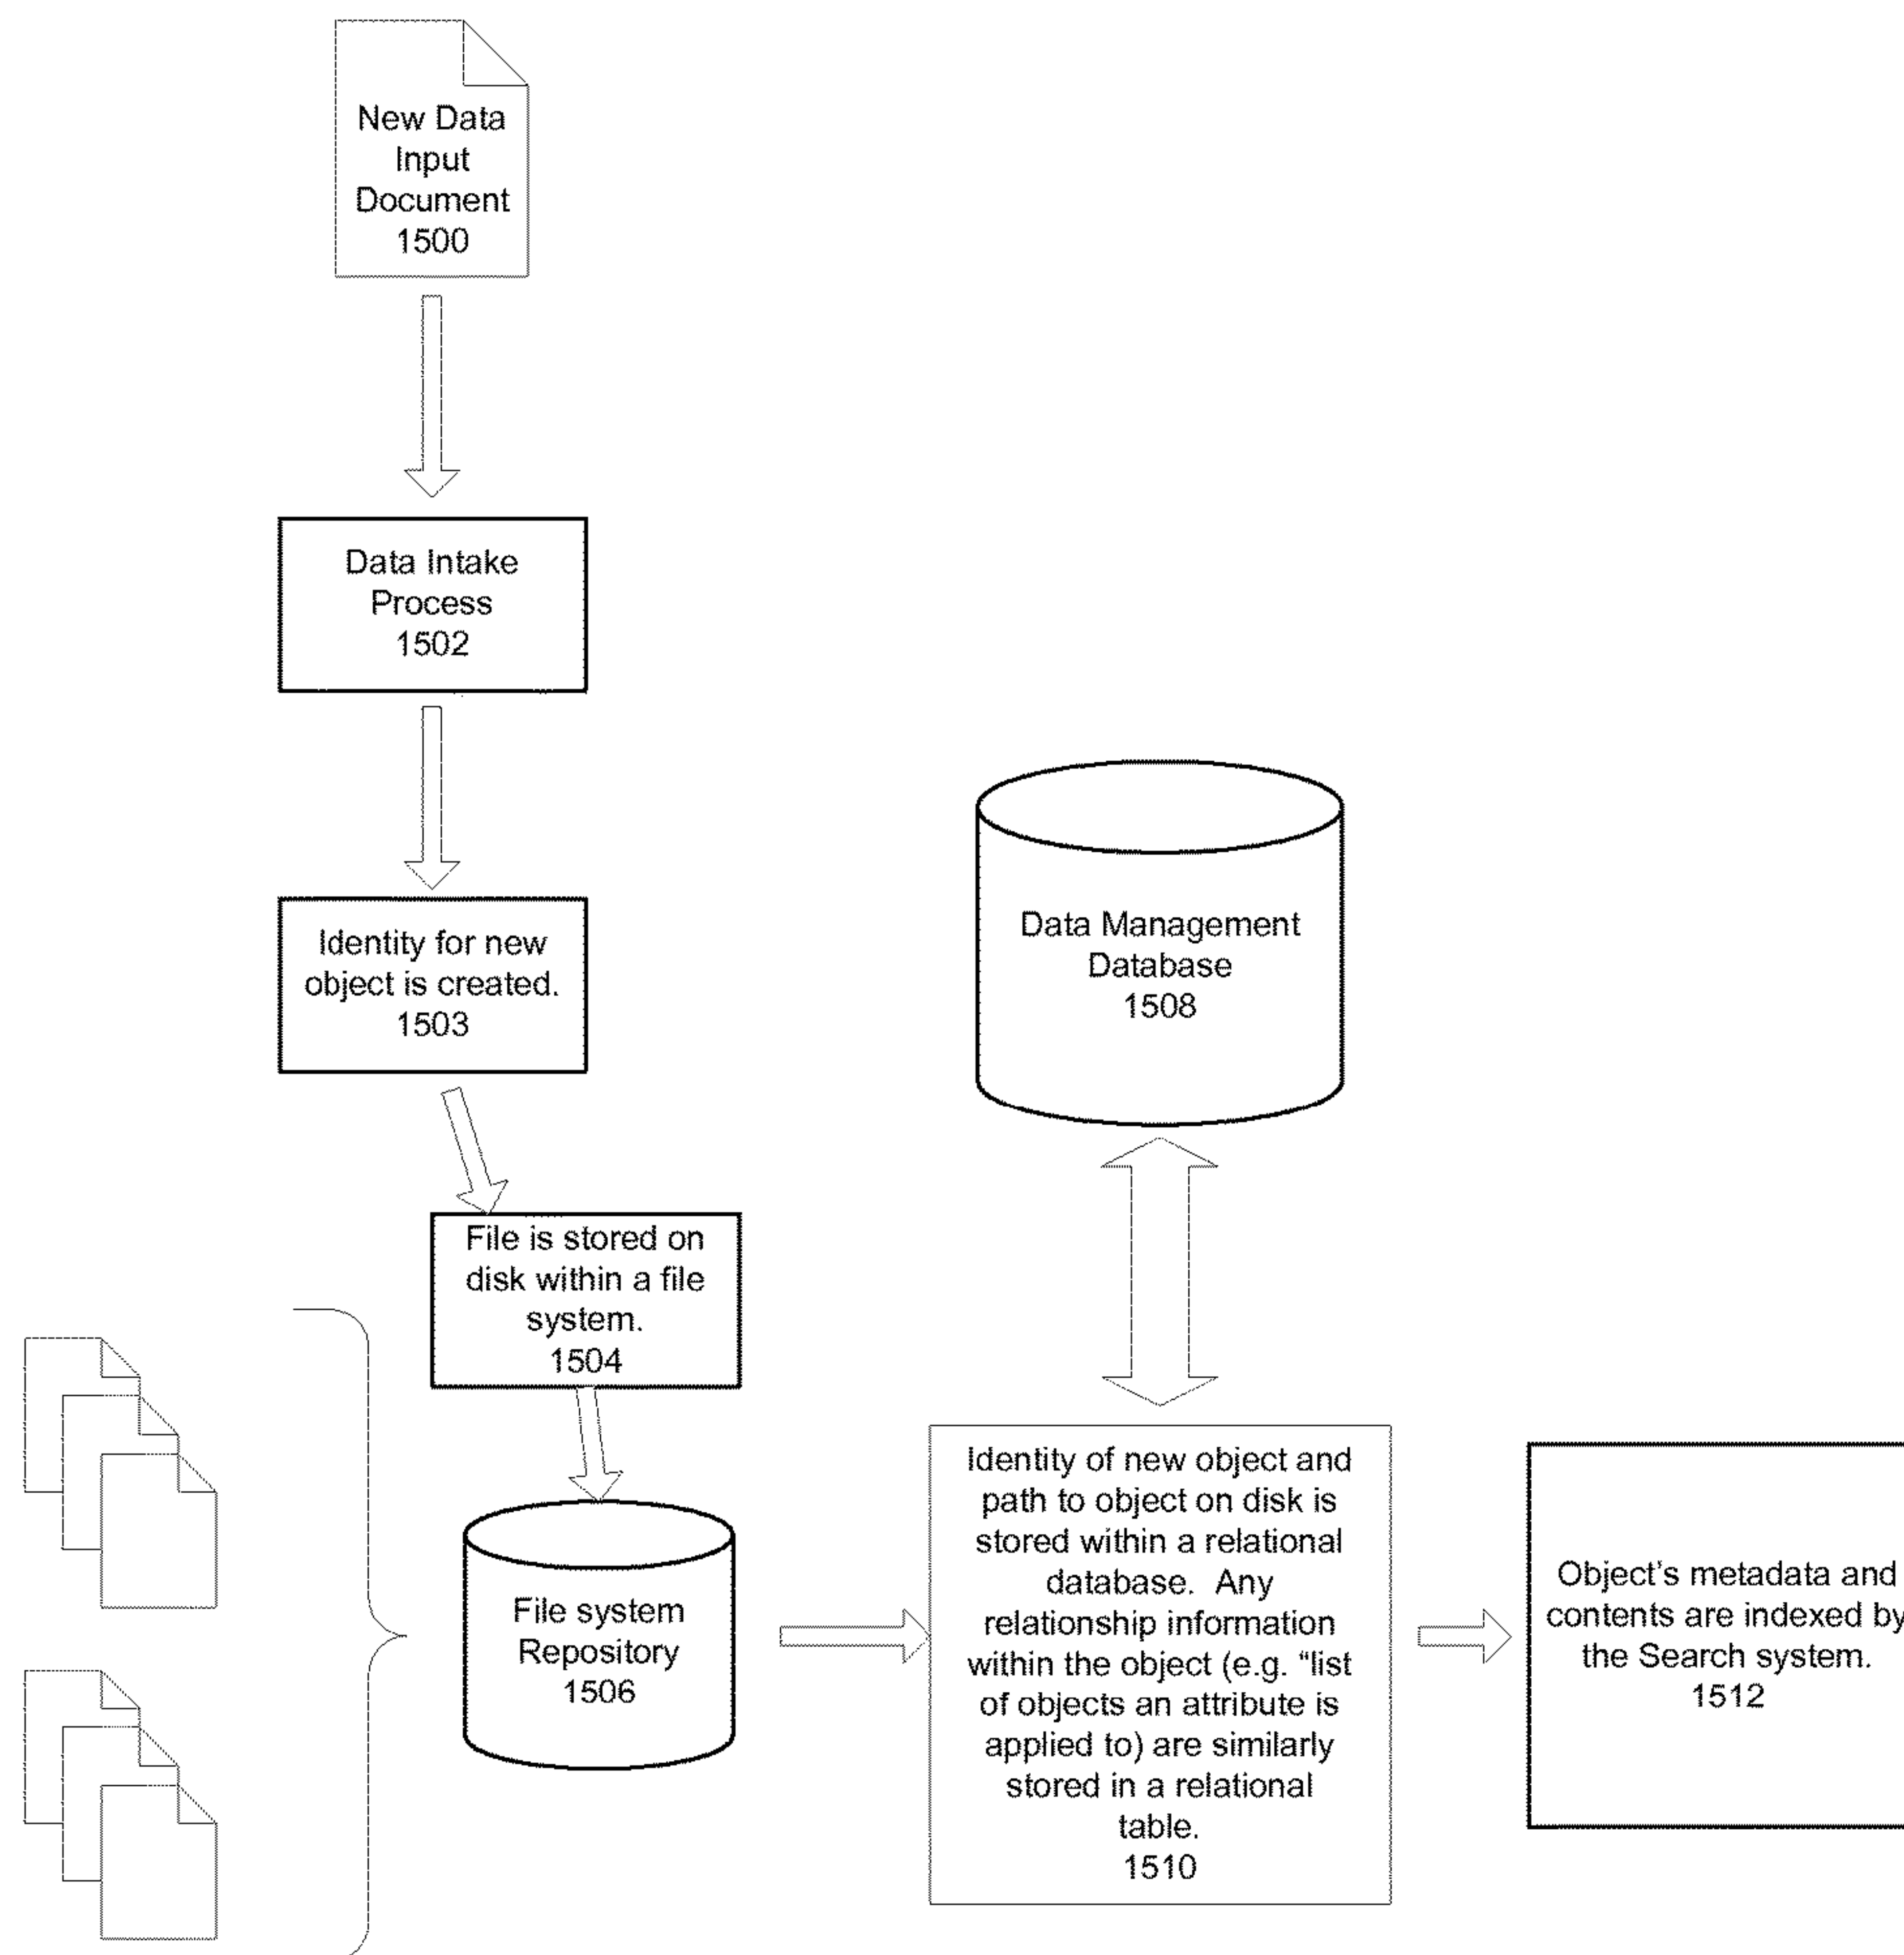 New Data
Input
Document
1500
Data Intake
Process
1502
Identity for new
object is created.
1503
Data Management
Database
1508
File is stored on
disk within a file
system.
1504
File system
Repository
1506
Identity of new object and
path to object on disk is
stored within a relational
database.  Any
relationship information
within the object (e.g. “list
of objects an attribute is
applied to) are similarly
stored in a relational
table.
1510
Object’s metadata and
contents are indexed by
the Search system.
1512